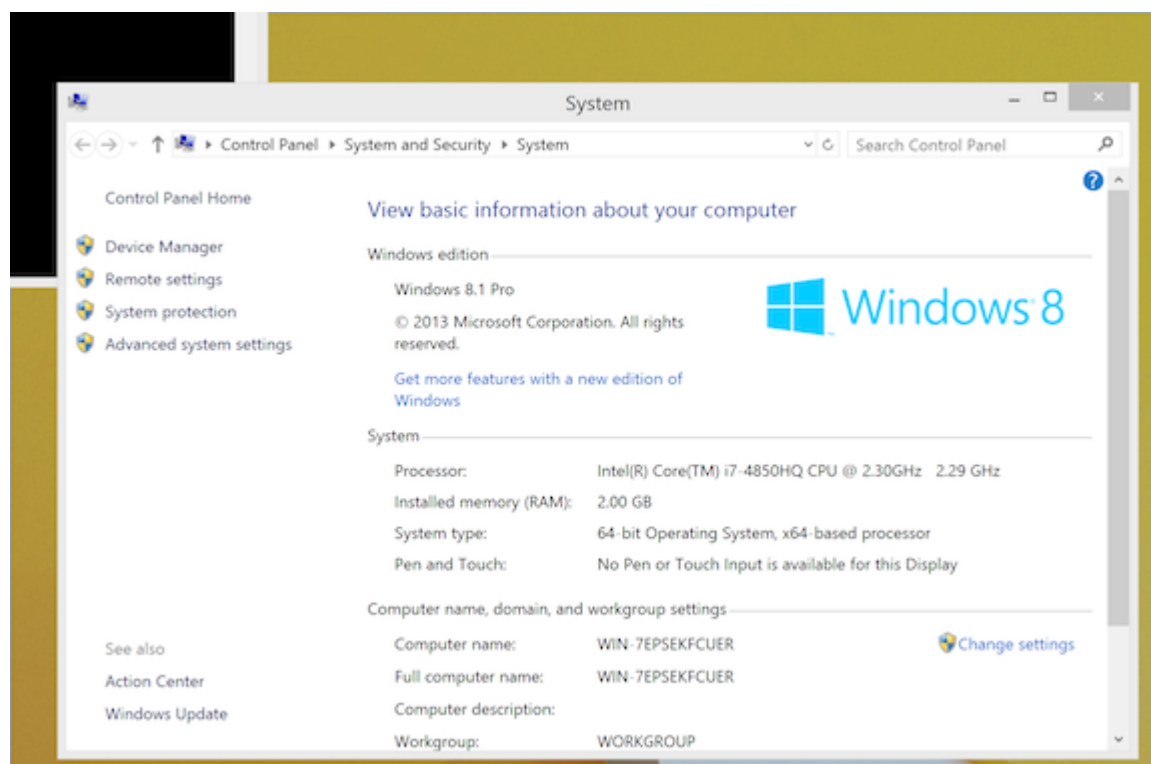 System
Control Panel System and Security System
Search Control Panel
Control Panel Home
Device Manager
Remote settings
System protection
Advanced system settings
See also
Action Center
Windows Update
View basic information about your computer
Windows edition
Windows 8.1 Pro
© 2013 Microsoft Corporation. All rights
reserved.
Get more features with a new edition of
Windows
Windows 8
System
Processor: Intel(R) Core(TM) i7-4850HQ CPU @ 2.30GHz 2.29 GHz
Installed memory (RAM): 2.00 GB
System type: 64-bit Operating System, x64-based processor
Pen and Touch: No Pen or Touch Input is available for this Display
Computer name, domain, and workgroup settings
Computer name: WIN-7EPSEKFCUER
Change settings
Full computer name: WIN-7EPSEKFCUER
Computer description:
Workgroup: WORKGROUP